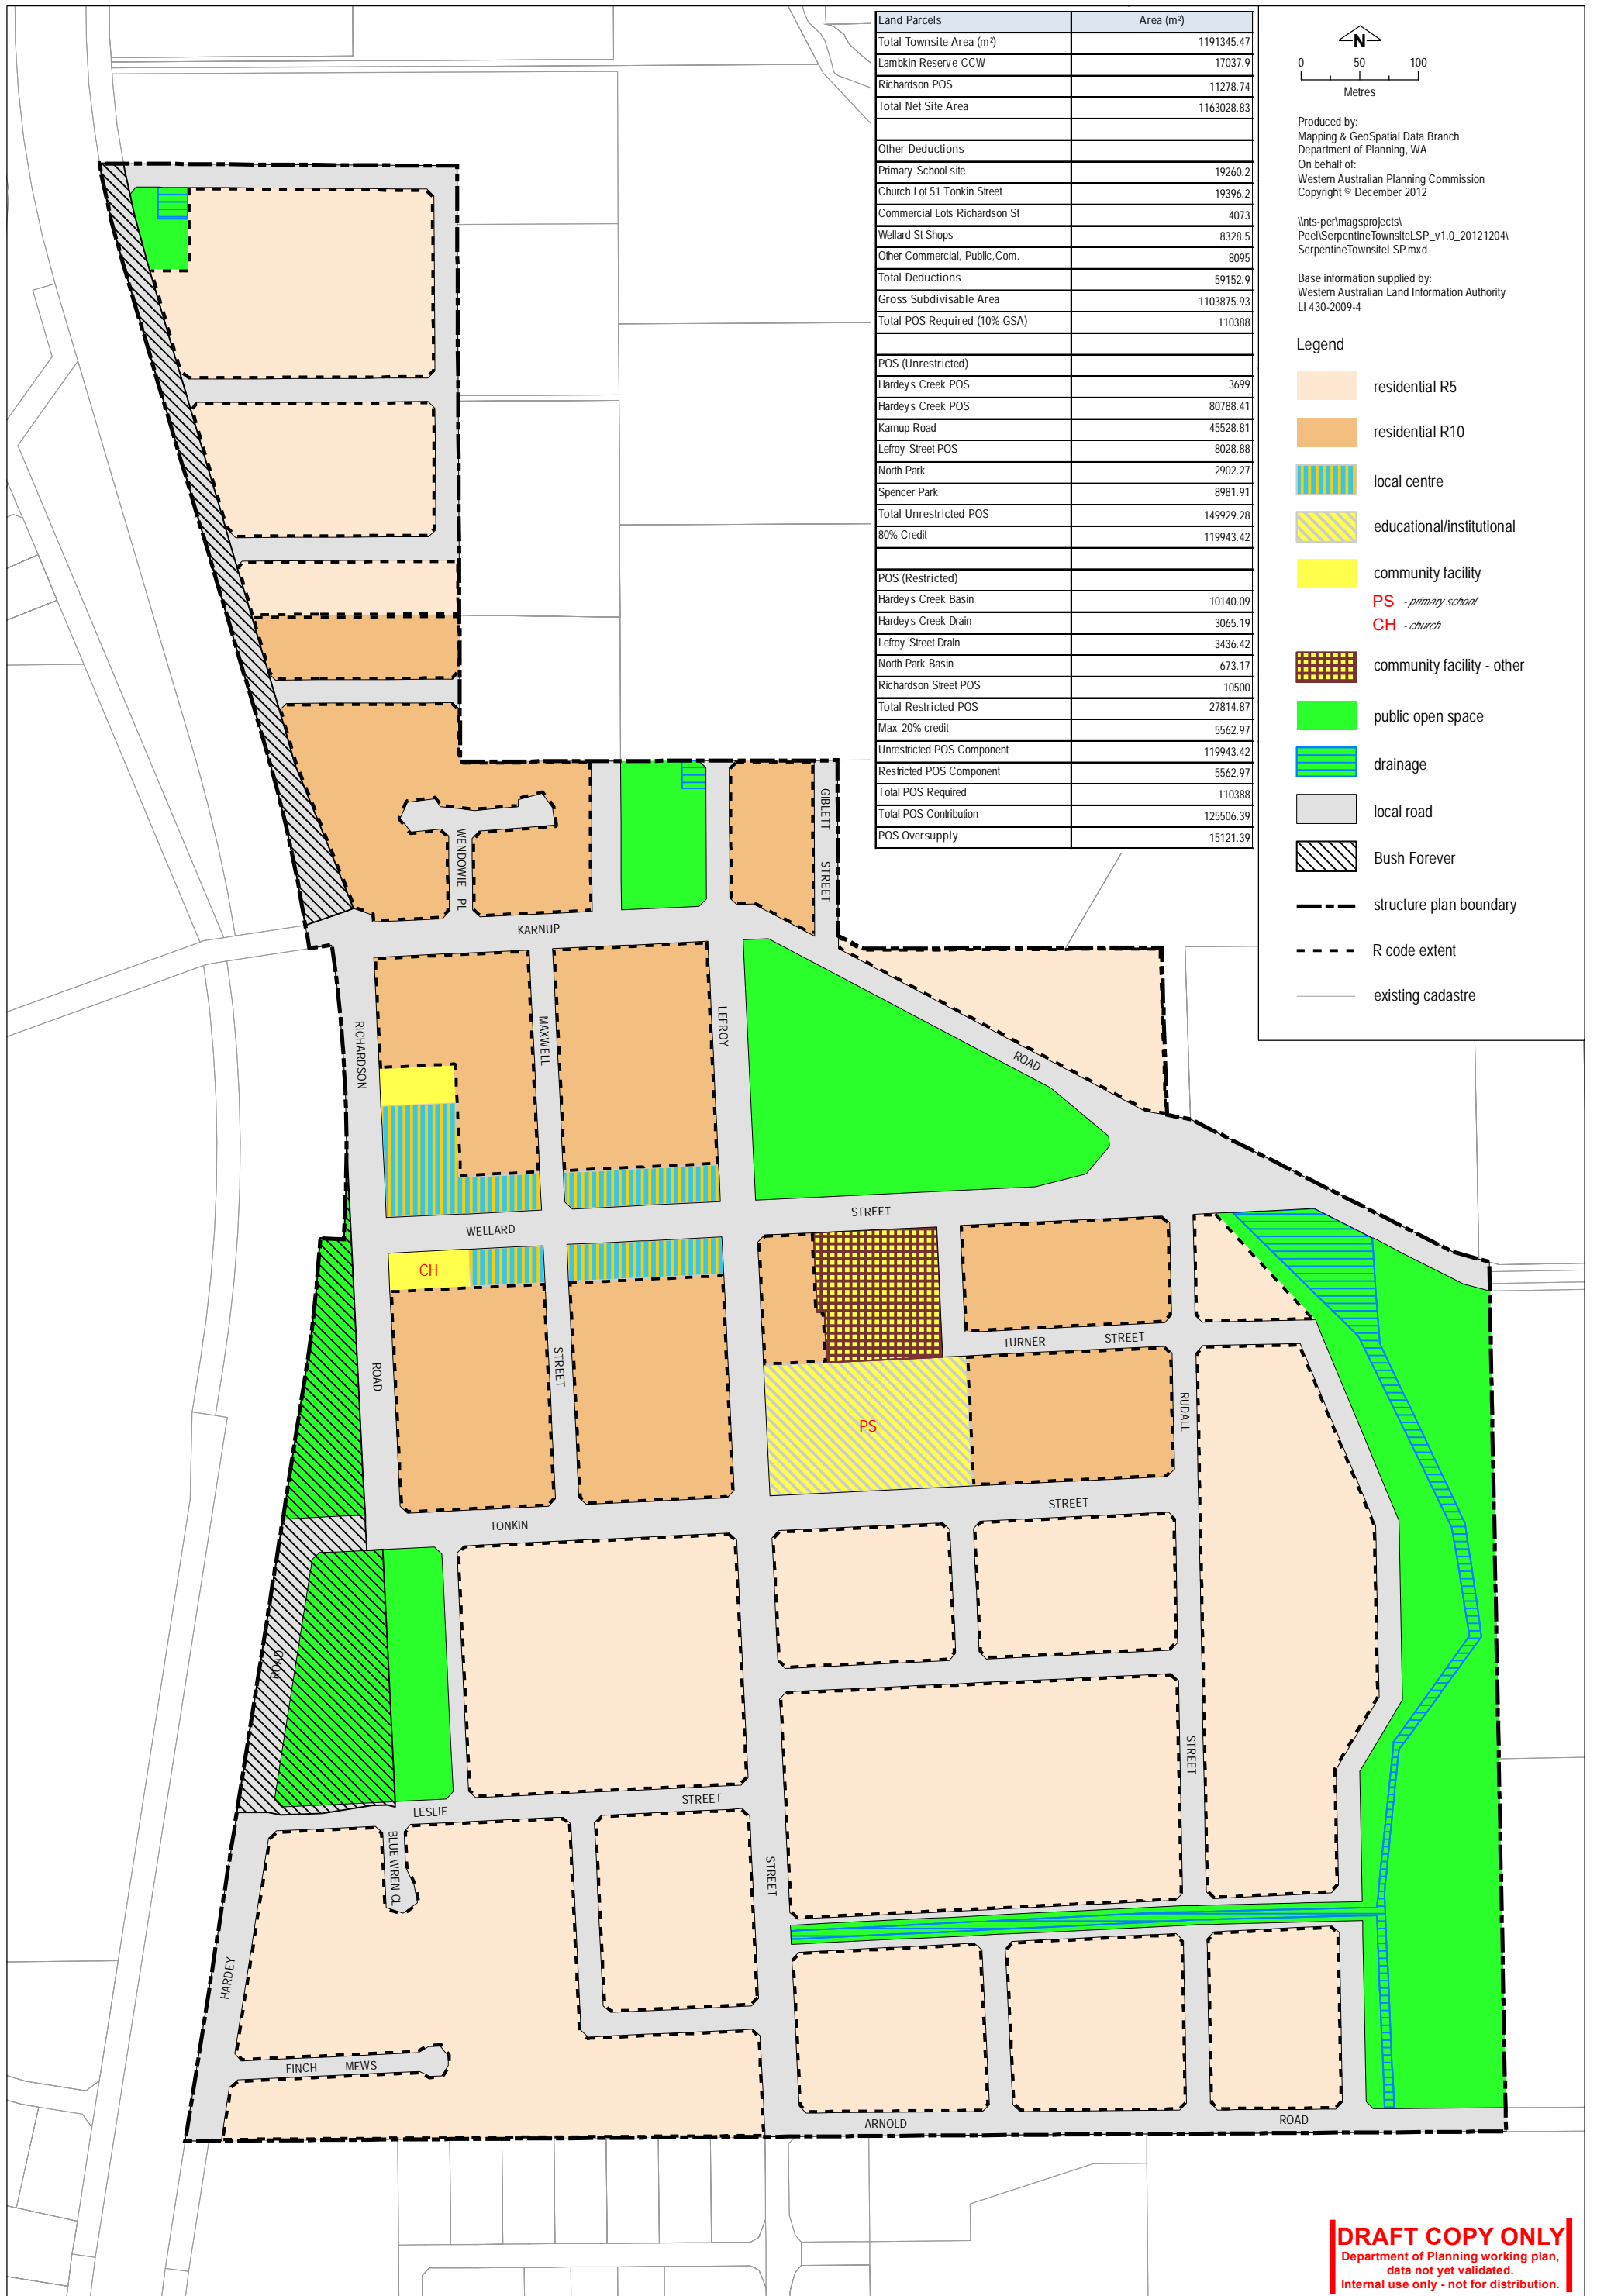 Land Parcels Area (m²)
Total Townsite Area (m²) 1191345.47
Lambkin Reserve CCW 17037.9
Richardson POS 11278.74
Total Net Site Area 1163028.83
Other Deductions
Primary School site 19260.2
Church Lot 51 Tonkin Street 19396.2
Commercial Lots Richardson St 4073
Wellard St Shops 8328.5
Other Commercial, Public,Com. 8095
Total Deductions 59152.9
Gross Subdivisable Area 1103875.93
Total POS Required (10% GSA) 110388
POS (Unrestricted)
Hardeys Creek POS 3699
Hardeys Creek POS 80788.41
Karnup Road 45528.81
Lefroy Street POS 8028.88
North Park 2902.27
Spencer Park 8981.91
Total Unrestricted POS 149929.28
80% Credit 119943.42
POS (Restricted)
Hardeys Creek Basin 10140.09
Hardeys Creek Drain 3065.19
Lefroy Street Drain 3436.42
North Park Basin 673.17
Richardson Street POS 10500
Total Restricted POS 27814.87
Max 20% credit 5562.97
Unrestricted POS Component 119943.42
Restricted POS Component 5562.97
Total POS Required 110388
Total POS Contribution 125506.39
POS Oversupply 15121.39
N
0 50 100
Metres
Produced by:
Mapping & GeoSpatial Data Branch
Department of Planning, WA
On behalf of:
Western Australian Planning Commission
Copyright © December 2012
\\nts-per\magsprojects\
Peel\SerpentineTownsiteLSP_v1.0_20121204\
SerpentineTownsiteLSP.mxd
Base information supplied by:
Western Australian Land Information Authority
LI 430-2009-4
Legend
residential R5
residential R10
local centre
educational/institutional
community facility
PS - primary school
CH - church
community facility - other
public open space
drainage
local road
Bush Forever
structure plan boundary
R code extent
existing cadastre
GIBLETT STREET
WENDOWIE PL
KARNUP
ROAD
RICHARDSON
ROAD
MAXWELL
STREET
LEFROY
STREET
WELLARD
STREET
CH
TURNER STREET
PS
RUDALL
STREET
TONKIN
STREET
ROAD
LESLIE
STREET
BLUE WREN CL
HARDEY
FINCH MEWS
ARNOLD
ROAD
DRAFT COPY ONLY
Department of Planning working plan,
data not yet validated.
Internal use only - not for distribution.